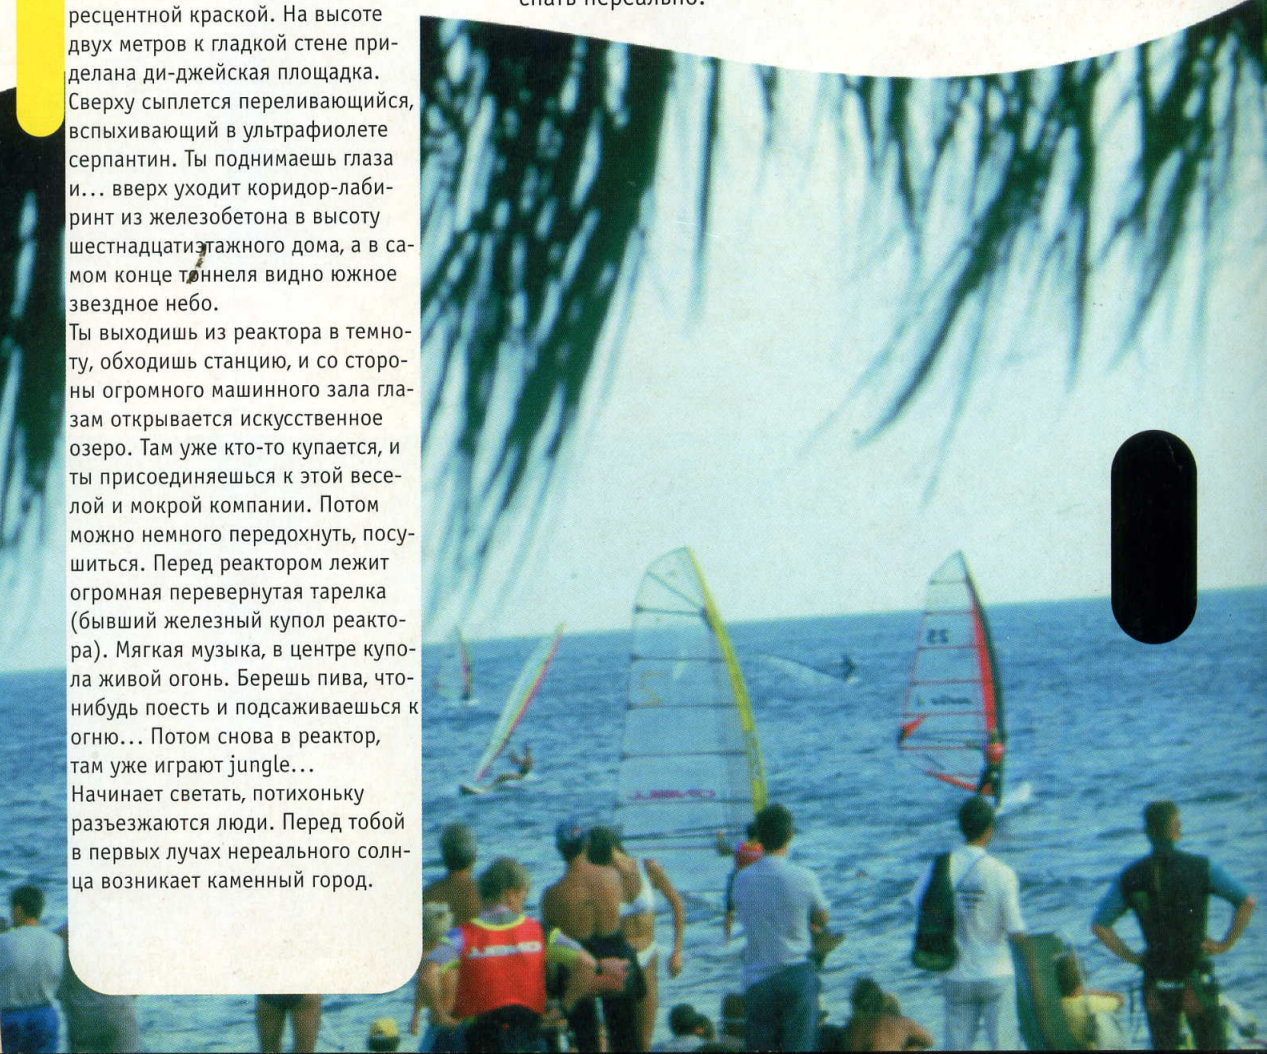 спать нереально.
ресцентной краской. На высоте
двух метров к гладкой стене при-
делана ди-джейская площадка.
Сверху сыплется переливающийся,
вспыхивающий в ультрафиолете
серпантин. Ты поднимаешь глаза
и... вверх уходит коридор-лаби-
ринт из железобетона в высоту
шестнадцатиэтажного дома, а в са-
мом конце тоннеля видно южное
звездное небо.
Ты выходишь из реактора в темно-
ту, обходишь станцию, и со сторо-
ны огромного машинного зала гла-
зам открывается искусственное
озеро. Там уже кто-то купается, и
ты присоединяешься к этой весе-
лой и мокрой компании. Потом
можно немного передохнуть, посу-
шиться. Перед реактором лежит
огромная перевернутая тарелка
(бывший железный купол реакто-
ра). Мягкая музыка, в центре купо-
ла живой огонь. Берешь пива, что-
нибудь поесть и подсаживаешься к
огню... Потом снова в реактор,
там уже играют jungle...
Начинает светать, потихоньку
разъезжаются люди. Перед тобой
в первых лучах нереального солн-
ца возникает каменный город.
25